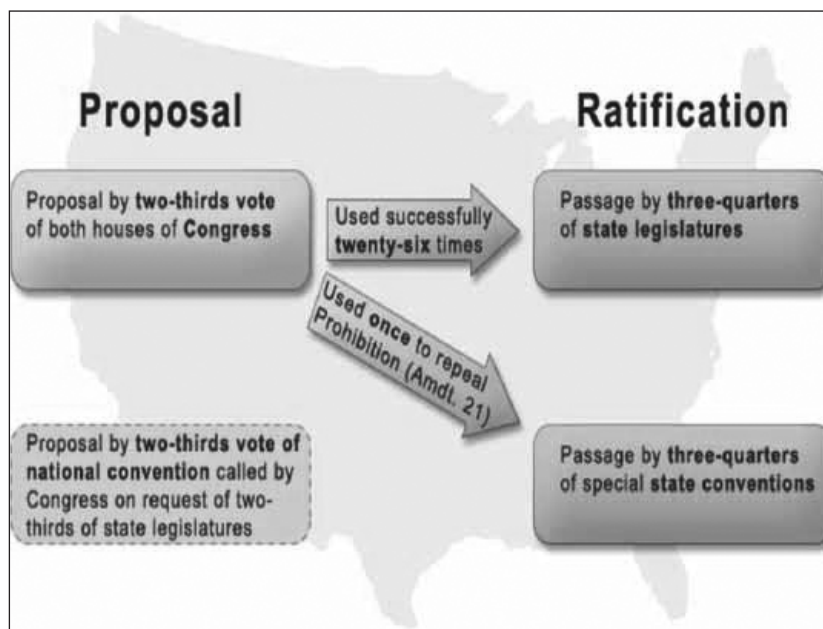 Proposal
Ratification
Proposal by two-thirds vote
of both houses of Congress
Used successfully
twenty-six times
Passage by three-quarters
of state legislatures
Used once to repeal
Prohibition (Amdt. 21)
Proposal by two-thirds vote of
national convention called by
Congress on request of two-
thirds of state legislatures
Passage by three-quarters
of special state conventions